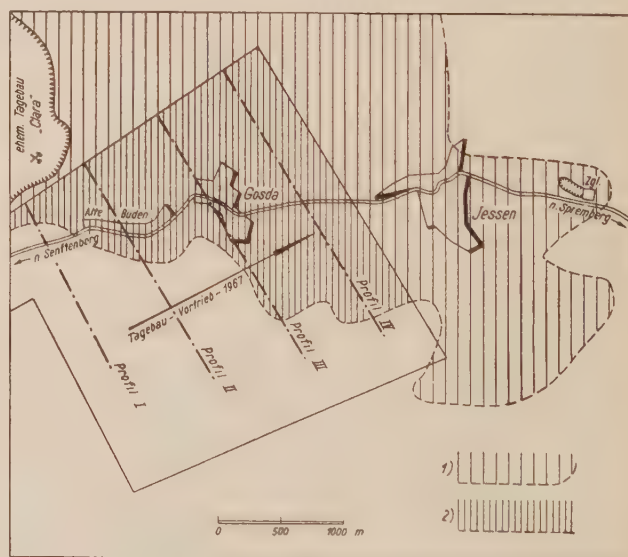 ehem. Tagebau
„Clara"
Alte Buden
Gosda
Jessen
Zgl.
n. Spremberg
n. Senftenberg
Tagebau - Vortrieb - 1967
Profil I
Profil II
Profil III
Profil IV
1)
2)
0 500 1000 m